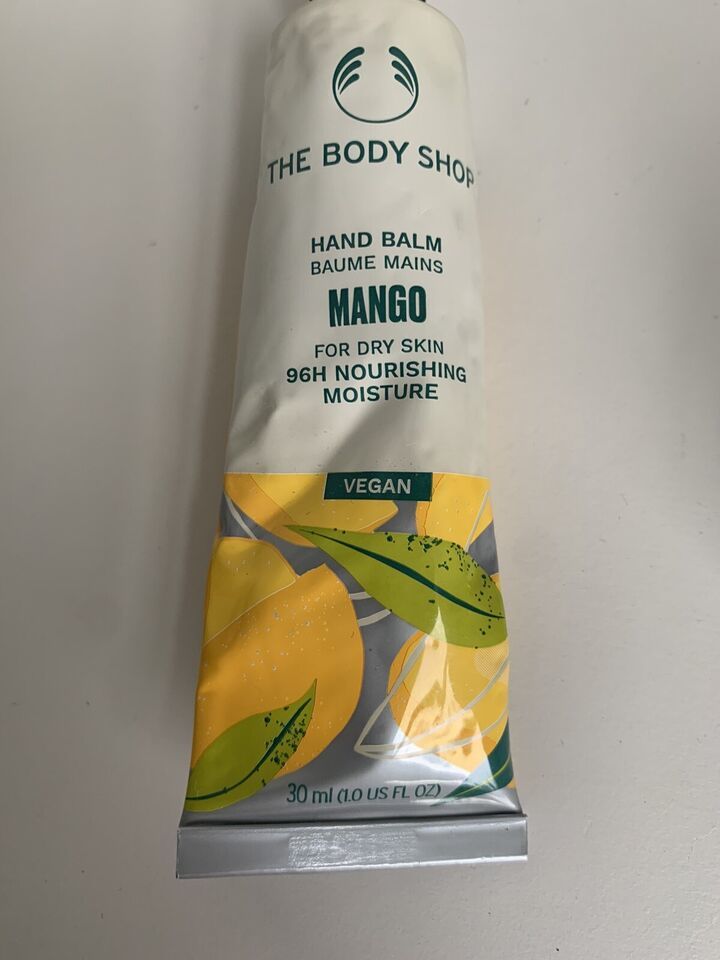 THE BODY SHOP
HAND BALM
BAUME MAINS
MANGO
FOR DRY SKIN
96H NOURISHING
MOISTURE
VEGAN
30 ml (1.0 US FL OZ)